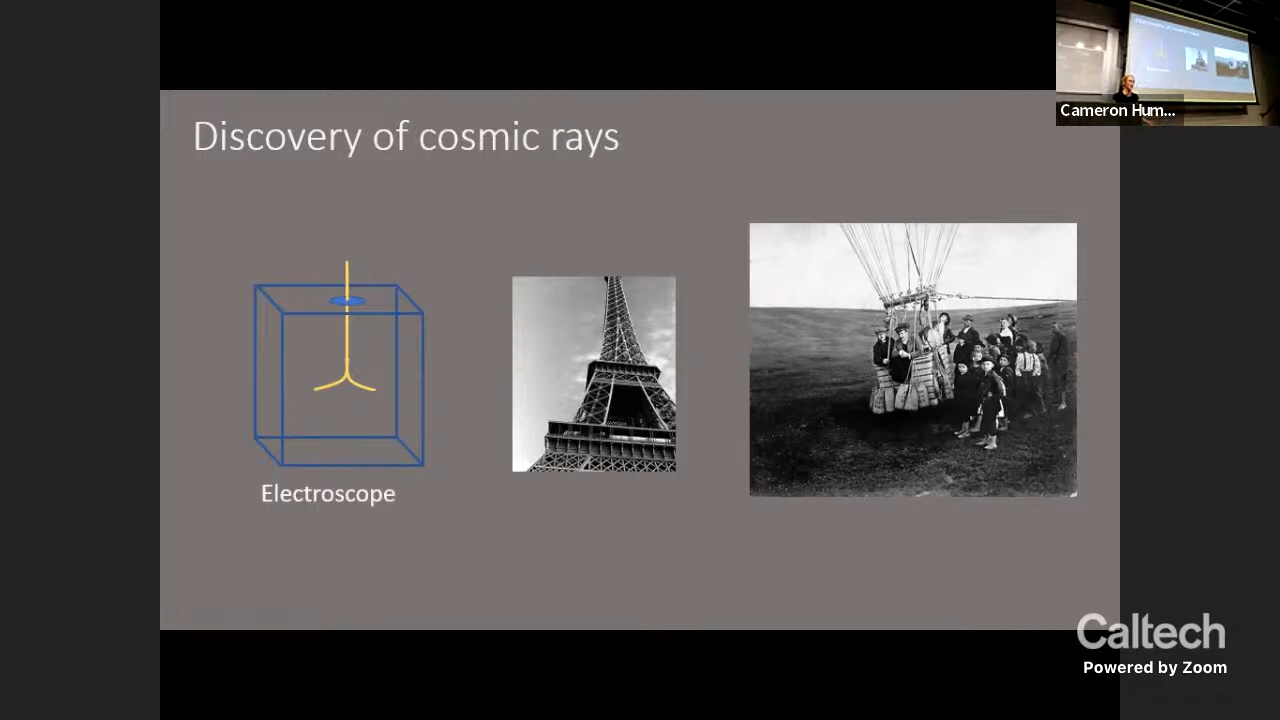 Discovery of cosmic rays
Cameron Hum...
Electroscope
Caltech
Powered by Zoom